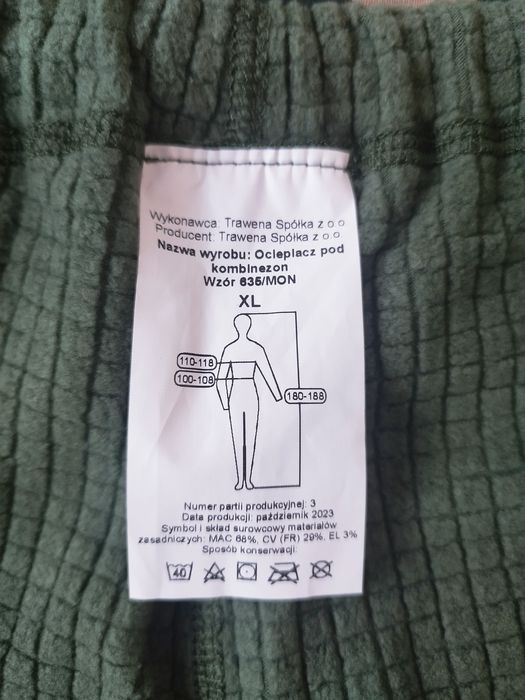 Wykonawca: Trawena Spółka z o.o
Producent: Trawena Spółka z o.o.
Nazwa wyrobu: Ocieplacz pod
kombinezon
Wzór 635/MON
XL
110-118
100-108
180-188
Numer partii produkcyjnej: 3
Data produkcji: październik 2023
Symbol i skład surowcowy materiałów
zasadniczych: MAC 68%, CV (FR) 29%, EL 3%
Sposób konserwacji:
40